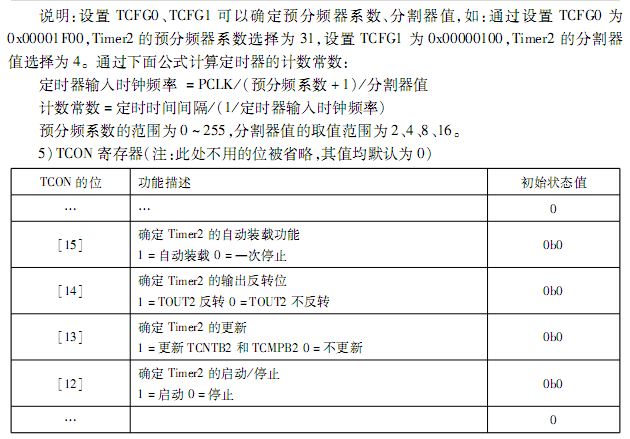 说明:设置 TCFG0、TCFG1 可以确定预分频器系数、分割器值,如:通过设置 TCFG0 为
0x00001F00,Timer2 的预分频器系数选择为 31,设置 TCFG1 为 0x00000100,Timer2 的分割器
值选择为 4。通过下面公式计算定时器的计数常数:
定时器输入时钟频率 = PCLK/(预分频系数+1)/分割器值
计数常数=定时时间间隔/(1/定时器输入时钟频率)
预分频系数的范围为 0~255,分割器值的取值范围为 2、4、8、16。
5)TCON 寄存器(注:此处不用的位被省略,其值均默认为 0)
TCON 的位 功能描述 初始状态值
… … 0
[15] 确定 Timer2 的自动装载功能
1=自动装载 0=一次停止 0b0
[14] 确定 Timer2 的输出反转位
1=TOUT2 反转 0=TOUT2 不反转 0b0
[13] 确定 Timer2 的更新
1=更新 TCNTB2 和 TCMPB2 0=不更新 0b0
[12] 确定 Timer2 的启动/停止
1=启动 0=停止 0b0
… 0